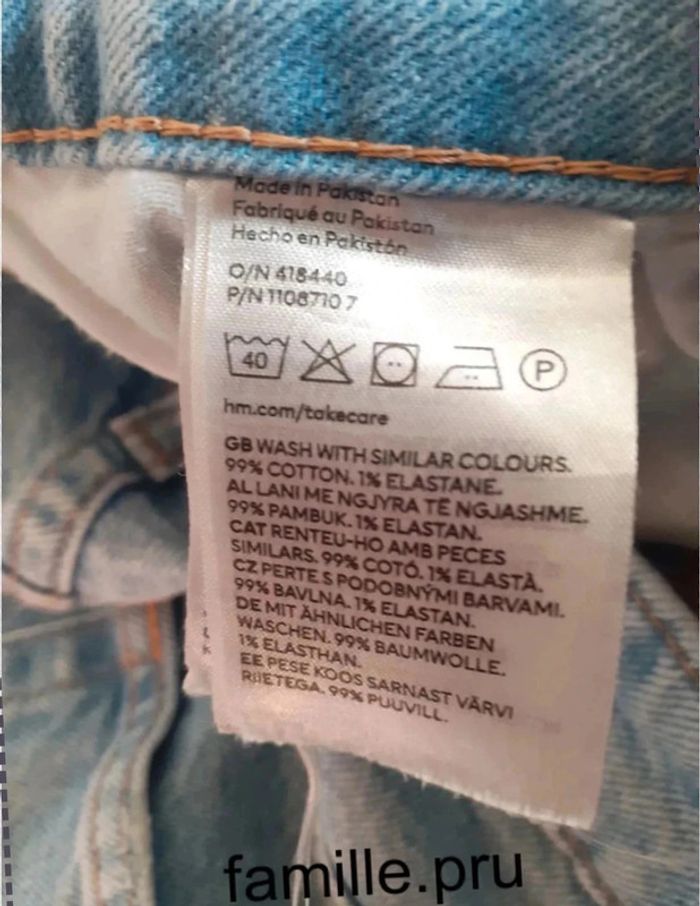 Made in Pakistan
Fabriqué au Pakistan
Hecho en Pakistán
O/N 418440
P/N 1108710 7
40
P
hm.com/takecare
GB WASH WITH SIMILAR COLOURS.
99% COTTON. 1% ELASTANE.
AL LANI ME NGJYRA TË NGJASHME.
99% PAMBUK. 1% ELASTAN.
CAT RENTEU-HO AMB PECES
SIMILARS. 99% COTÓ. 1% ELASTÀ.
CZ PERTE S PODOBNÝMI BARVAMI.
99% BAVLNA. 1% ELASTAN.
DE MIT ÄHNLICHEN FARBEN
WASCHEN. 99% BAUMWOLLE.
1% ELASTHAN.
EE PESE KOOS SARNAST VÄRVI
RIIETEGA. 99% PUUVILL.
famille.pru